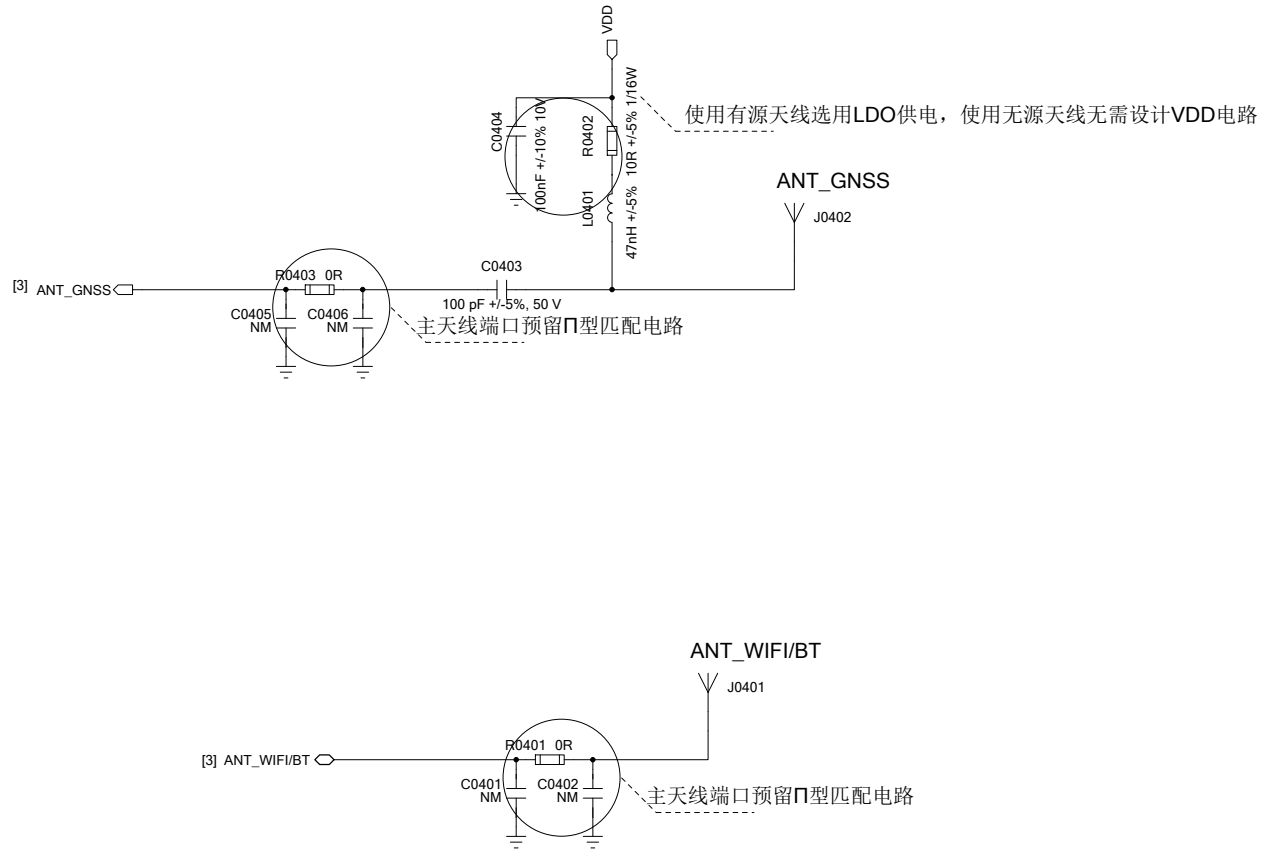 VDD
C0404
100nF +/-10% 10V
R0402
10R +/-5% 1/16W
L0401
47nH +/-5%
使用有源天线选用LDO供电，使用无源天线无需设计VDD电路
ANT_GNSS
J0402
[3] ANT_GNSS
R0403 0R
C0403
100 pF +/-5%, 50 V
C0405
NM
C0406
NM
主天线端口预留Π型匹配电路
ANT_WIFI/BT
J0401
[3] ANT_WIFI/BT
R0401 0R
C0401
NM
C0402
NM
主天线端口预留Π型匹配电路